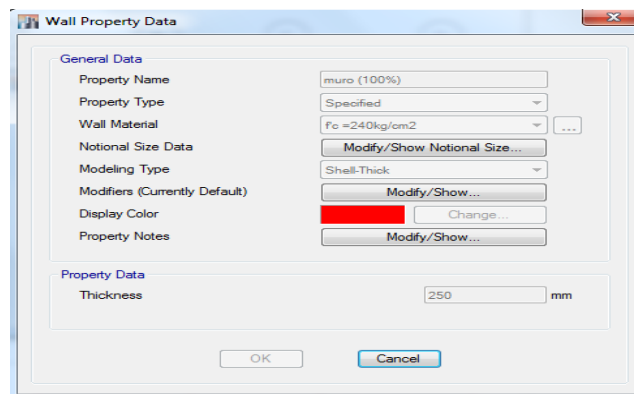 Wall Property Data
General Data
Property Name muro (100%)
Property Type Specified
Wall Material f'c =240kg/cm2 ...
Notional Size Data Modify/Show Notional Size...
Modeling Type Shell-Thick
Modifiers (Currently Default) Modify/Show...
Display Color Change...
Property Notes Modify/Show...
Property Data
Thickness 250 mm
OK Cancel